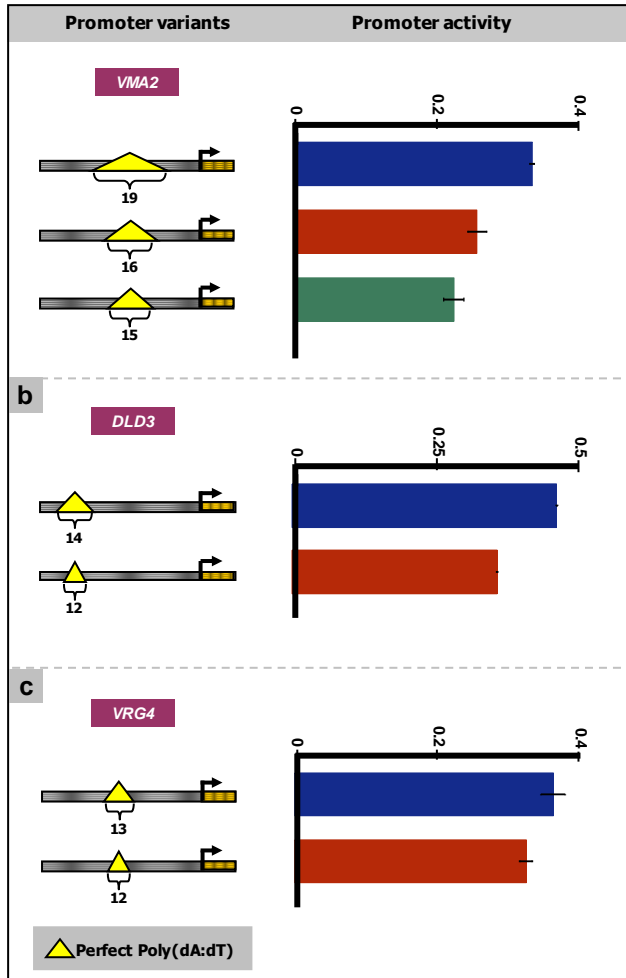 Promoter variants Promoter activity
VMA2
0 0.2 0.4
19
16
15
b
DLD3
0 0.25 0.5
14
12
c
VRG4
0 0.2 0.4
13
12
Perfect Poly(dA:dT)